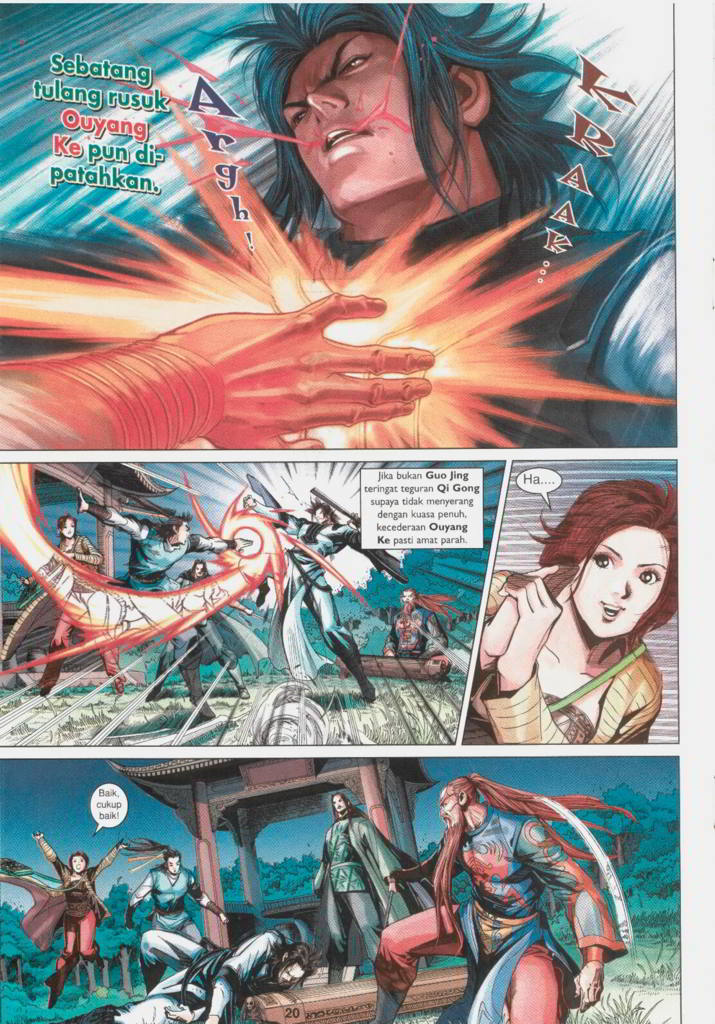 Sebatang
tulang rusuk
Ouyang
Ke pun di-
patahkan.
Argh!
KRAAK...
Jika bukan Guo Jing
teringat teguran Qi Gong
supaya tidak menyerang
dengan kuasa penuh,
kecederaan Ouyang
Ke pasti amat parah.
Ha....
Baik,
cukup
baik!
20